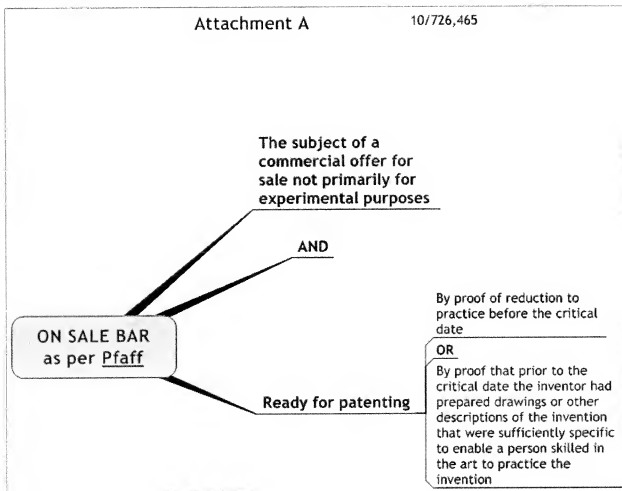 Attachment A
10/726,465
The subject of a
commercial offer for
sale not primarily for
experimental purposes
AND
ON SALE BAR
as per Pfaff
Ready for patenting
By proof of reduction to
practice before the critical
date
OR
By proof that prior to the
critical date the inventor had
prepared drawings or other
descriptions of the invention
that were sufficiently specific
to enable a person skilled in
the art to practice the
invention